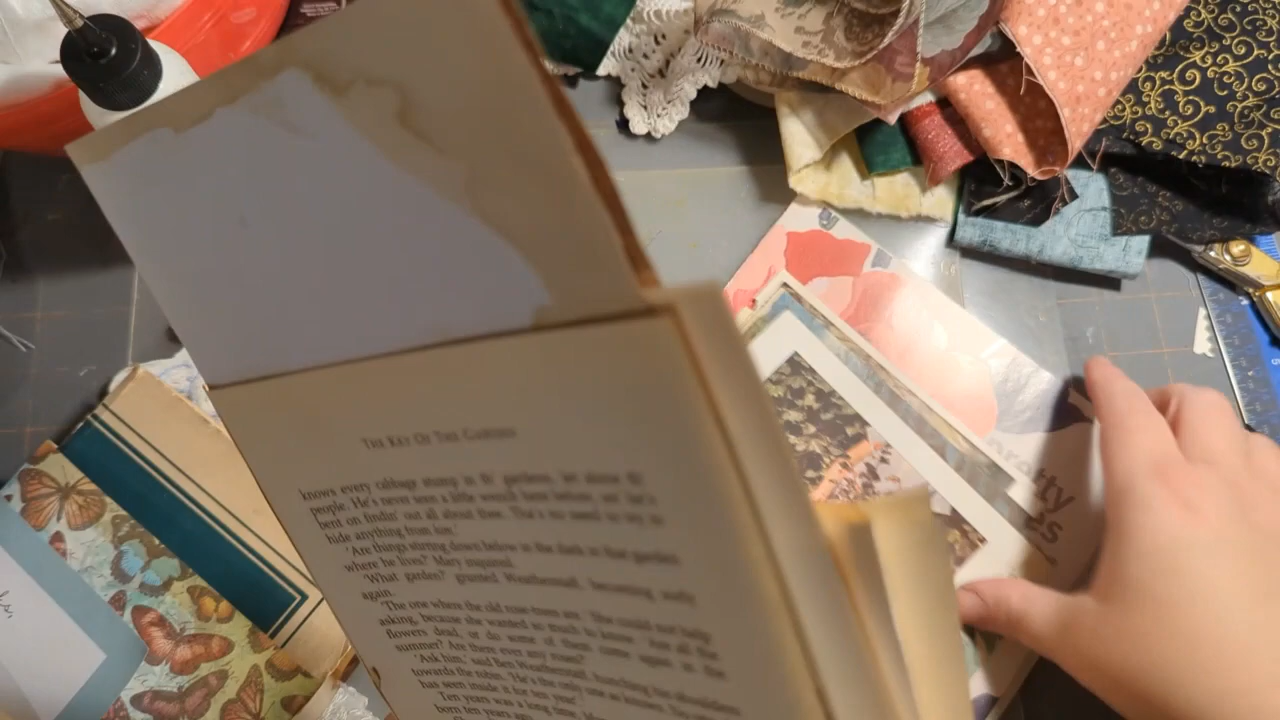 THE KEY OF THE GARDEN
knows every cabbage stump in th' gardens, let alone th'
people. He's never seen a little wench here before, an' he's
bent on findin' out all about thee. Tha's no need to try to
hide anything from him.'
'Are things stirring down below in the dark in that garden
where he lives?' Mary inquired.
'What garden?' grunted Weatherstaff, becoming surly
again.
'The one where the old rose-trees are.' She could not help
asking, because she wanted so much to know. 'Are all the
flowers dead, or do some of them come again in the
summer? Are there ever any roses?'
'Ask him,' said Ben Weatherstaff, hunching his shoulders
towards the robin. 'He's the only one as knows. No one else
has seen inside it for ten year'.'
Ten years was a long time, Mary
born ten years ago.
pretty